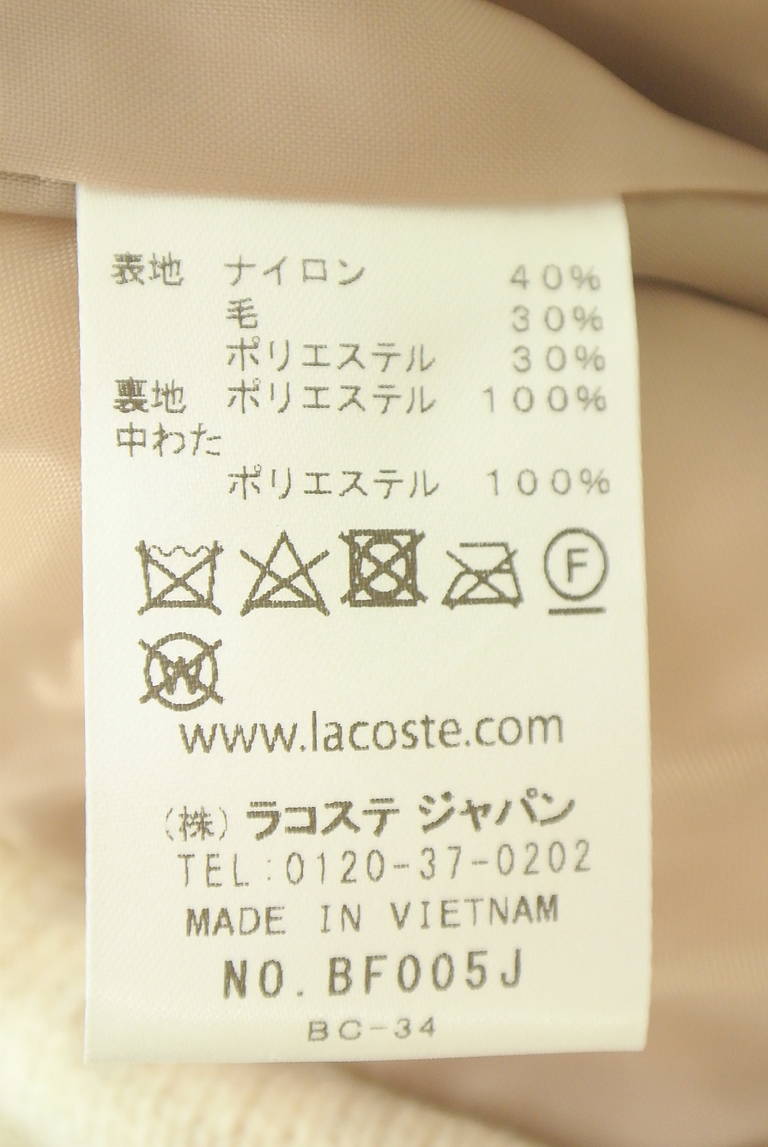 表地 ナイロン 40%
毛 30%
ポリエステル 30%
裏地 ポリエステル 100%
中わた
ポリエステル 100%
F
W
www.lacoste.com
(株) ラコステ ジャパン
TEL:0120-37-0202
MADE IN VIETNAM
NO. BF005J
BC-34